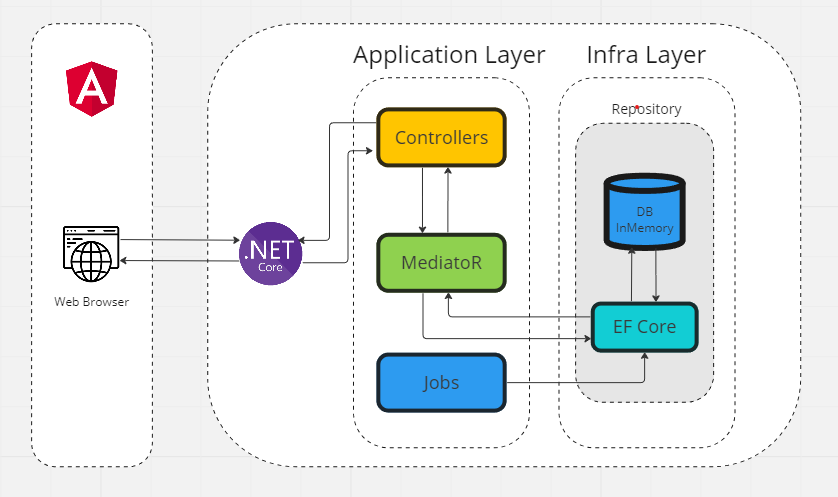 Application Layer
Infra Layer
Repository
A
Controllers
DB
InMemory
.NET
Core
MediatoR
Web Browser
EF Core
Jobs